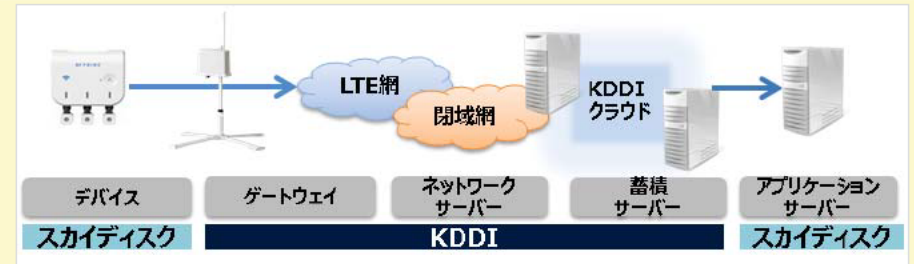 LTE網
閉域網
KDDI
クラウド
デバイス
ゲートウェイ
ネットワーク
サーバー
蓄積
サーバー
アプリケーション
サーバー
スカイディスク
KDDI
スカイディスク